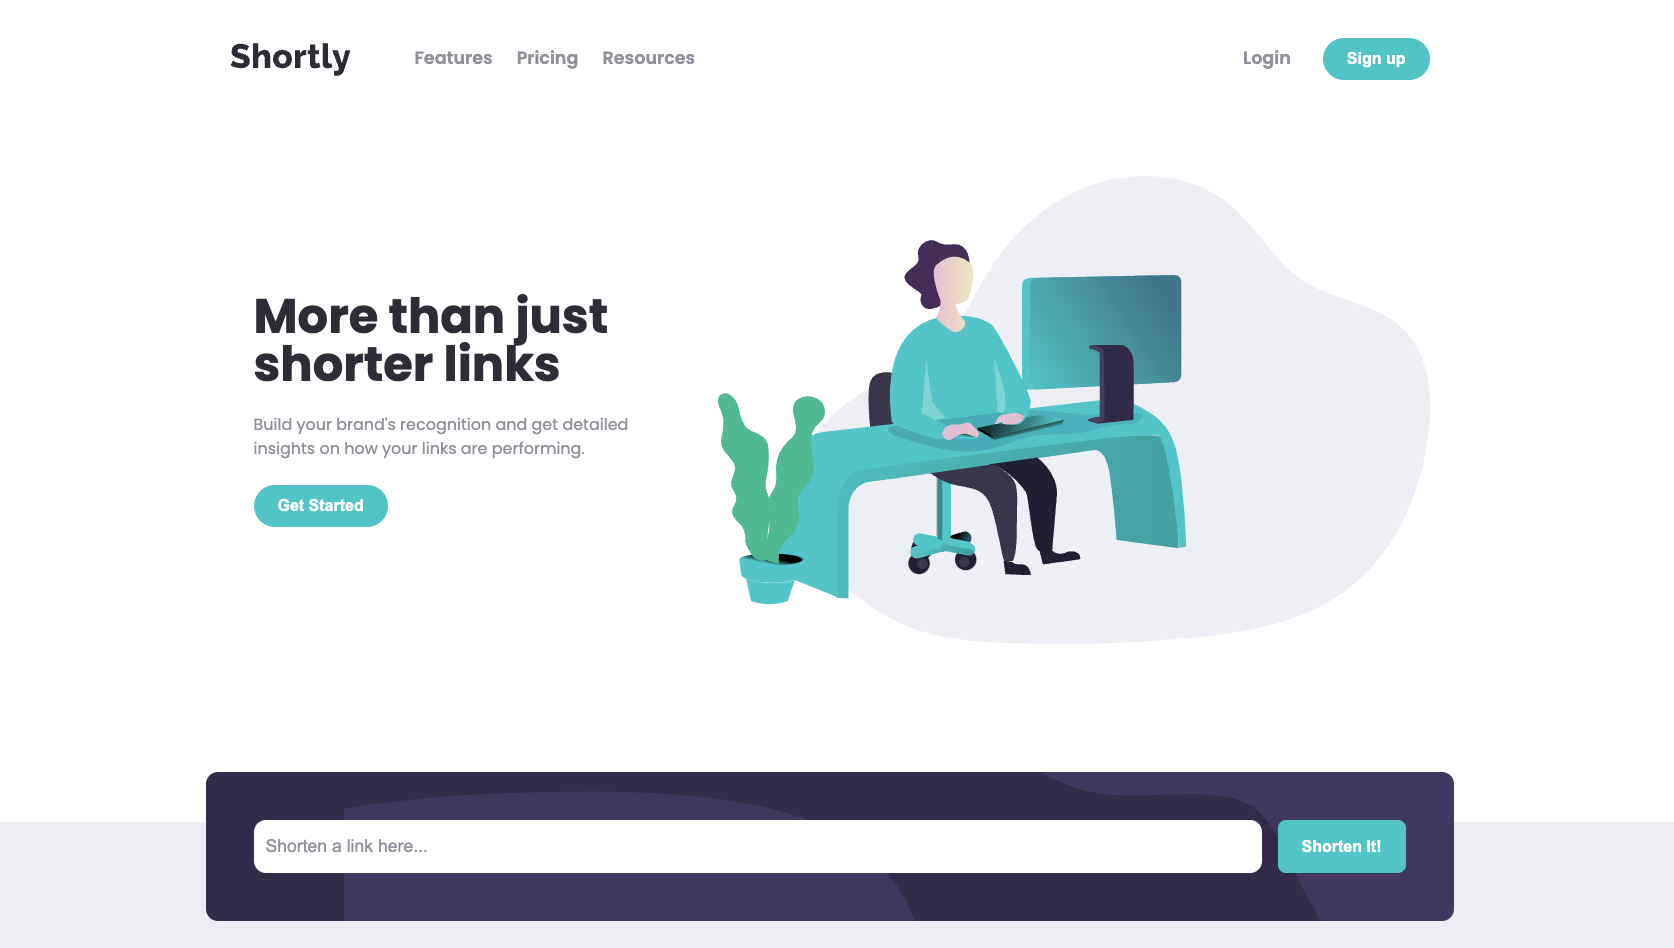 Shortly
Features
Pricing
Resources
Login
Sign up
More than just
shorter links
Build your brand's recognition and get detailed
insights on how your links are performing.
Get Started
Shorten a link here...
Shorten It!